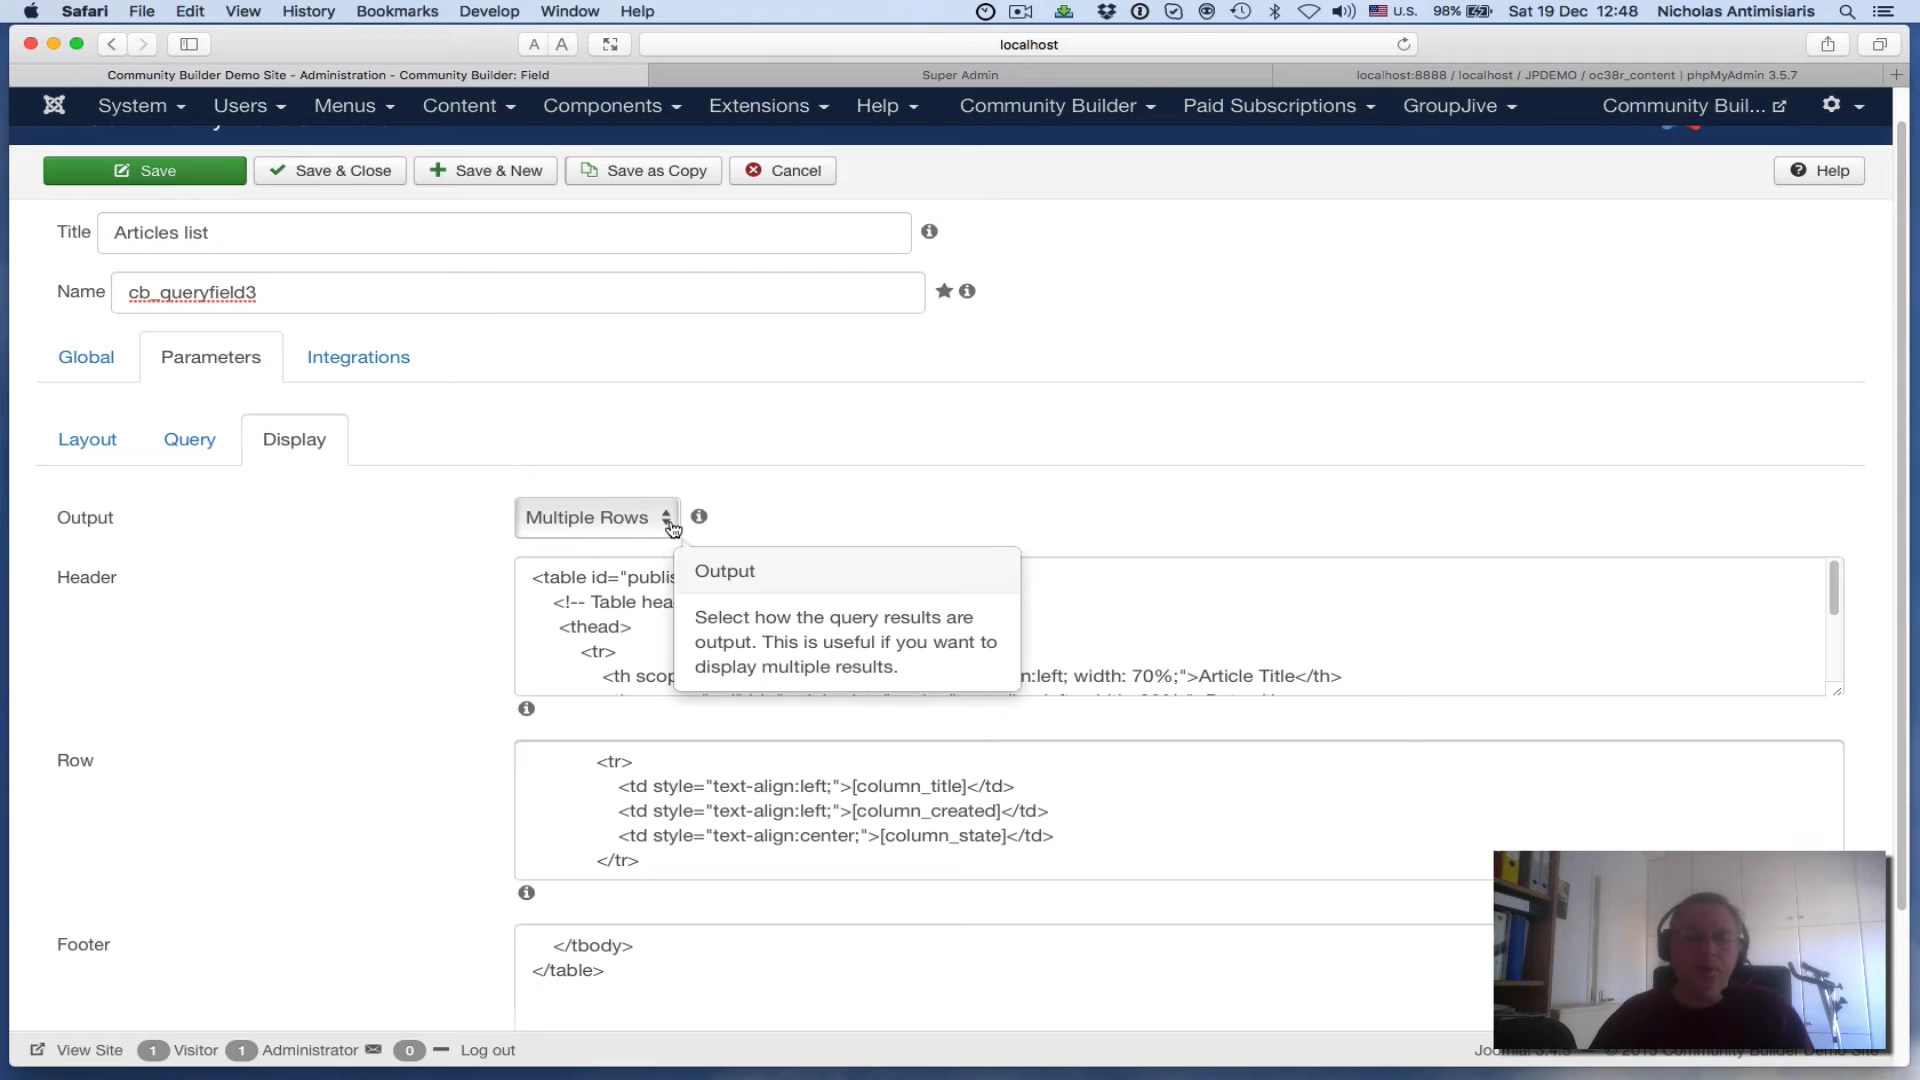 Safari File Edit View History Bookmarks Develop Window Help U.S. 98% Sat 19 Dec 12:48 Nicholas Antimisiaris
A A localhost
Community Builder Demo Site - Administration - Community Builder: Field Super Admin localhost:8888 / localhost / JPDEMO / oc38r_content | phpMyAdmin 3.5.7
System Users Menus Content Components Extensions Help Community Builder Paid Subscriptions GroupJive Community Buil...
Save Save & Close Save & New Save as Copy Cancel Help
Title Articles list
Name cb_queryfield3
Global Parameters Integrations
Layout Query Display
Output Multiple Rows
Output
Select how the query results are
output. This is useful if you want to
display multiple results.
Header
<table id="publis
<!-- Table hea
<thead>
<tr>
<th scop n:left; width: 70%;">Article Title</th>
Row
<tr>
<td style="text-align:left;">[column_title]</td>
<td style="text-align:left;">[column_created]</td>
<td style="text-align:center;">[column_state]</td>
</tr>
Footer
</tbody>
</table>
View Site 1 Visitor 1 Administrator 0 Log out